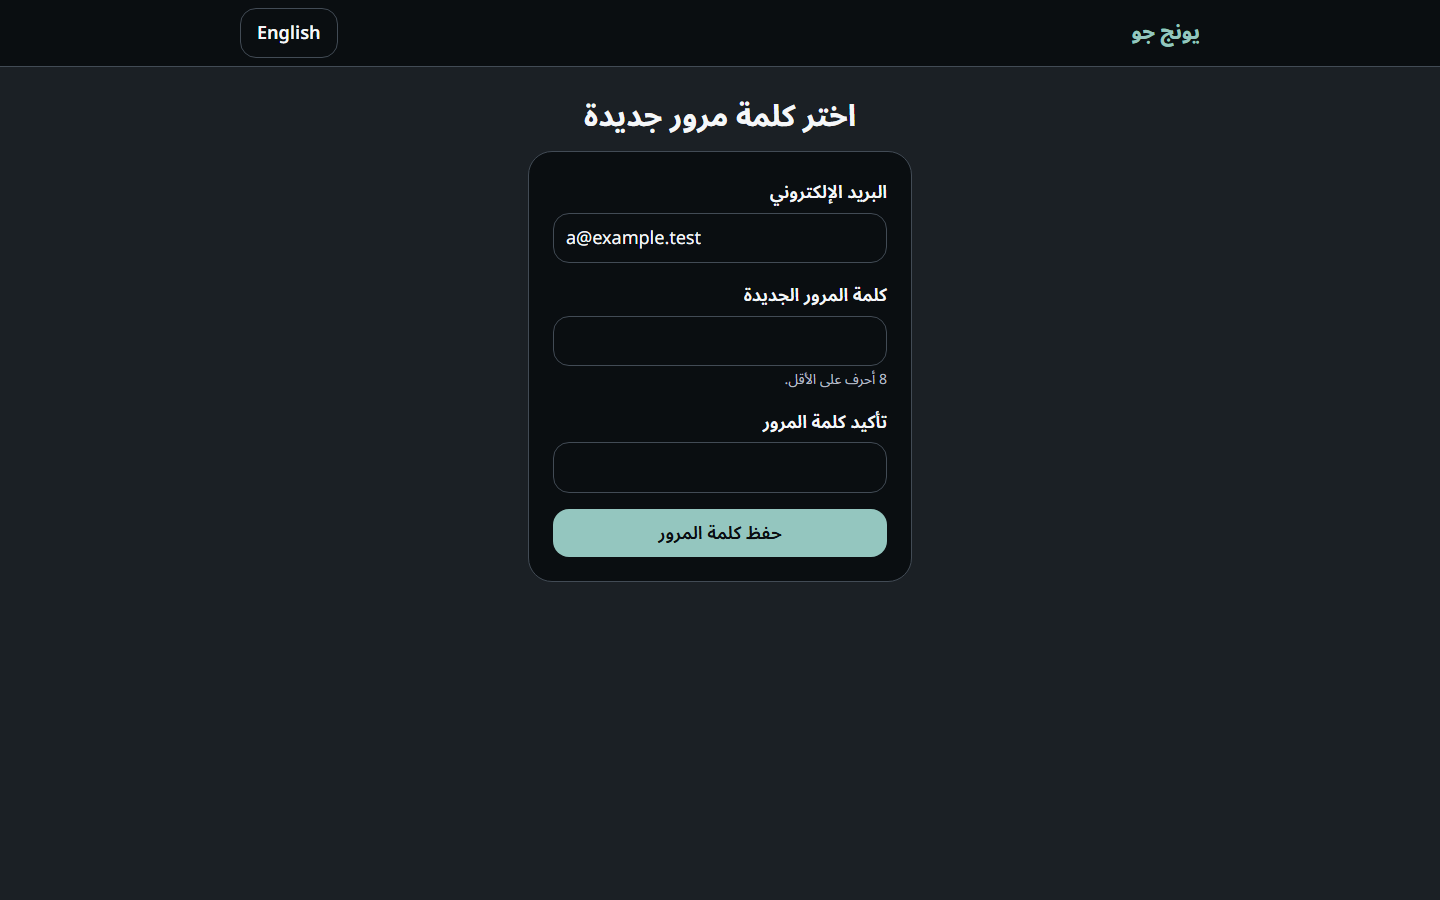 يونج جو
English
اختر كلمة مرور جديدة
البريد الإلكتروني
a@example.test
كلمة المرور الجديدة
8 أحرف على الأقل.
تأكيد كلمة المرور
حفظ كلمة المرور